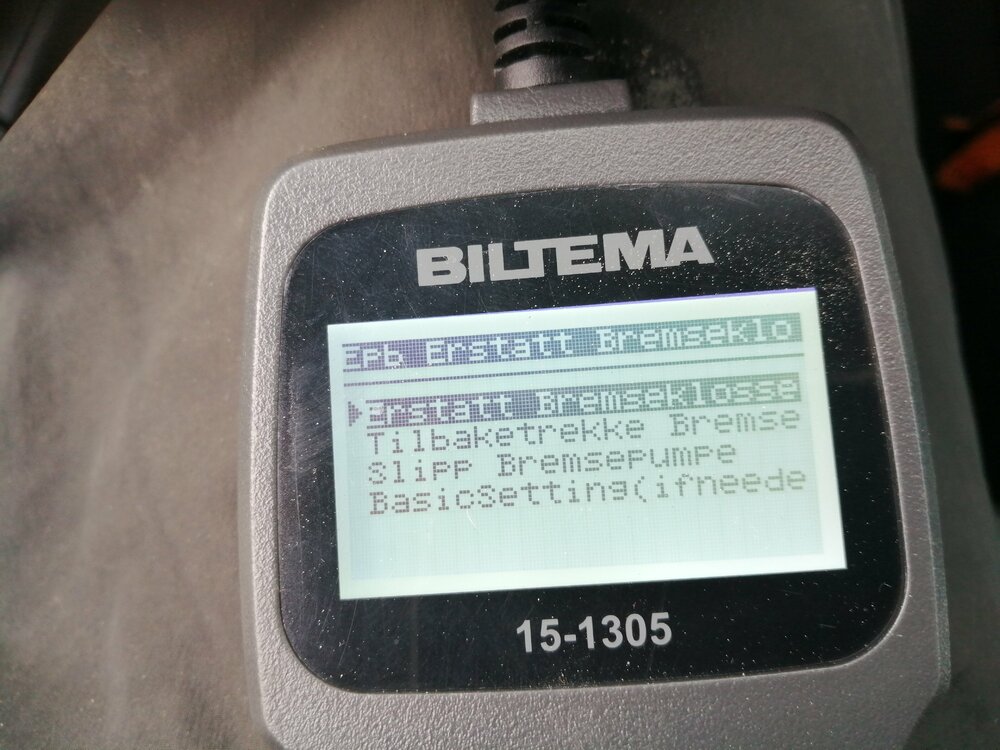 BILTEMA
Epb Erstatt Bremseklo
Erstatt Bremseklosse
Tilbaketrekke Bremse
Slipp Bremsepumpe
BasicSetting(ifneede
15-1305